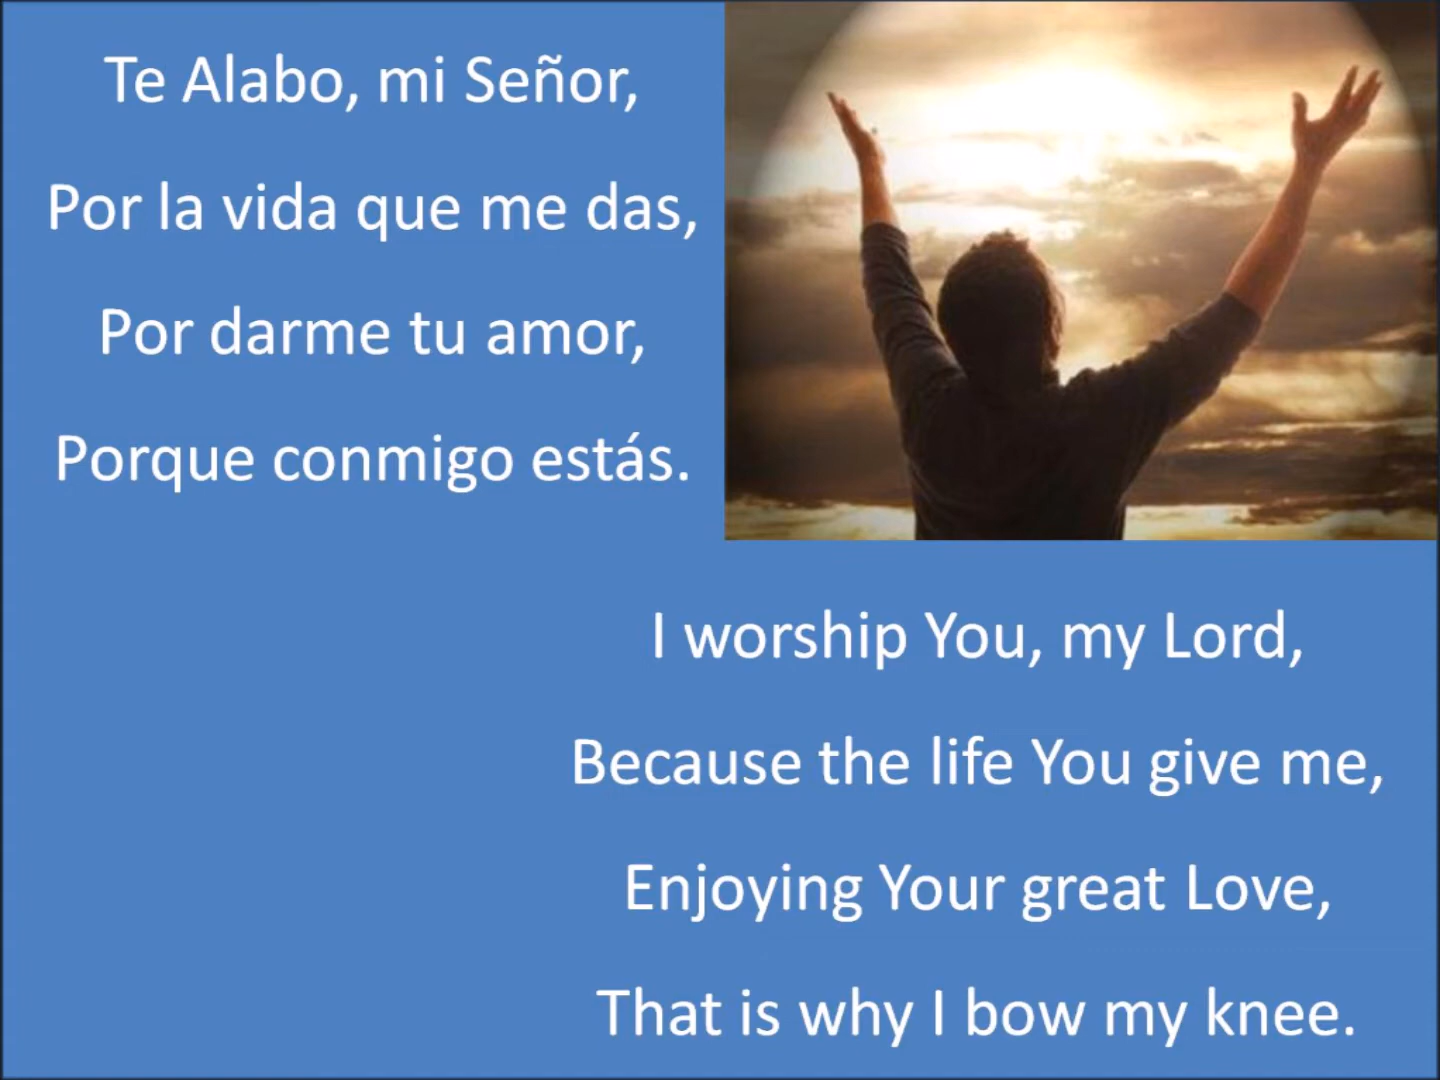 Te Alabo, mi Señor,
Por la vida que me das,
Por darme tu amor,
Porque conmigo estás.
I worship You, my Lord,
Because the life You give me,
Enjoying Your great Love,
That is why I bow my knee.